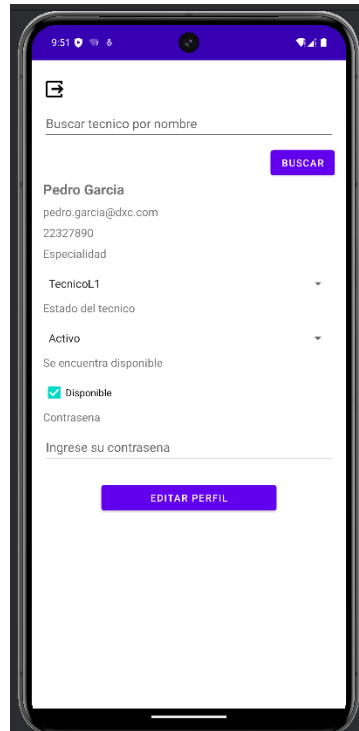 9:51
Buscar tecnico por nombre
BUSCAR
Pedro Garcia
pedro.garcia@dxc.com
22327890
Especialidad
TecnicoL1
Estado del tecnico
Activo
Se encuentra disponible
Disponible
Contrasena
Ingrese su contrasena
EDITAR PERFIL